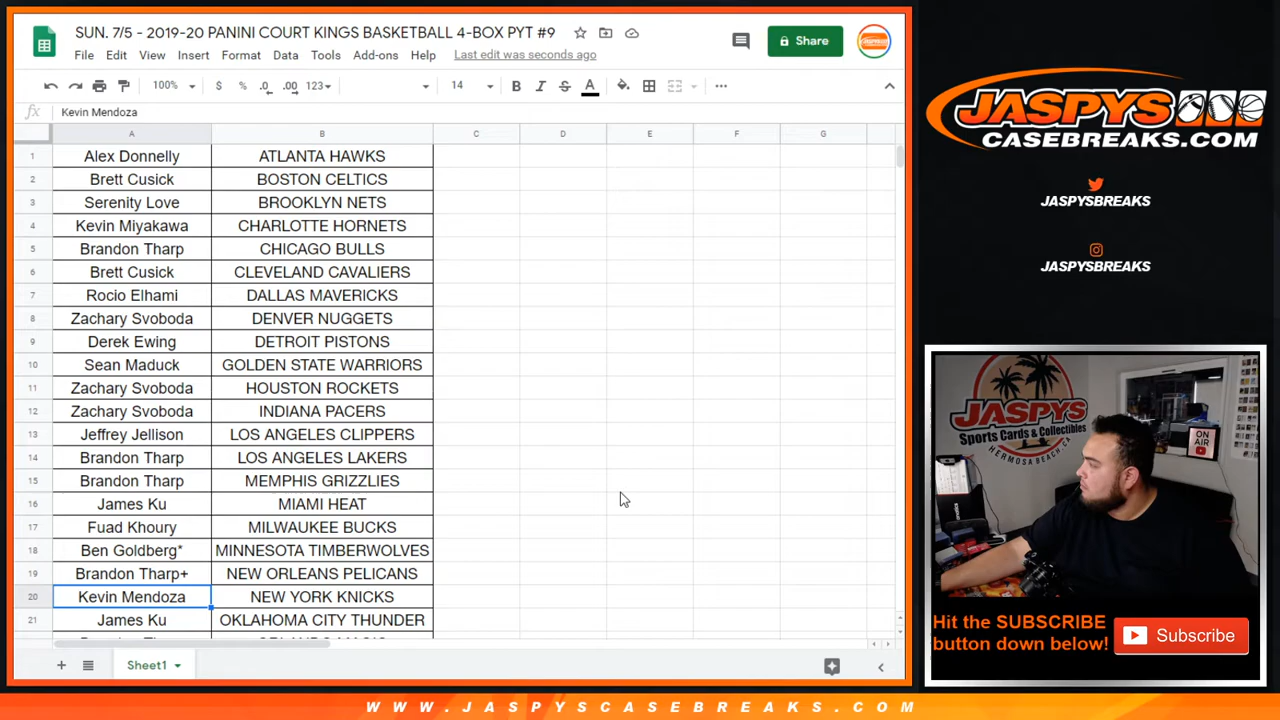 SUN. 7/5 - 2019-20 PANINI COURT KINGS BASKETBALL 4-BOX PYT #9
File Edit View Insert Format Data Tools Add-ons Help Last edit was seconds ago
Share
100% $ % .0 .00 123 14 B I S A
fx Kevin Mendoza
A B C D E F G
1 Alex Donnelly ATLANTA HAWKS
2 Brett Cusick BOSTON CELTICS
3 Serenity Love BROOKLYN NETS
4 Kevin Miyakawa CHARLOTTE HORNETS
5 Brandon Tharp CHICAGO BULLS
6 Brett Cusick CLEVELAND CAVALIERS
7 Rocio Elhami DALLAS MAVERICKS
8 Zachary Svoboda DENVER NUGGETS
9 Derek Ewing DETROIT PISTONS
10 Sean Maduck GOLDEN STATE WARRIORS
11 Zachary Svoboda HOUSTON ROCKETS
12 Zachary Svoboda INDIANA PACERS
13 Jeffrey Jellison LOS ANGELES CLIPPERS
14 Brandon Tharp LOS ANGELES LAKERS
15 Brandon Tharp MEMPHIS GRIZZLIES
16 James Ku MIAMI HEAT
17 Fuad Khoury MILWAUKEE BUCKS
18 Ben Goldberg* MINNESOTA TIMBERWOLVES
19 Brandon Tharp+ NEW ORLEANS PELICANS
20 Kevin Mendoza NEW YORK KNICKS
21 James Ku OKLAHOMA CITY THUNDER
Sheet1
JASPYS
CASEBREAKS.COM
JASPYSBREAKS
JASPYSBREAKS
JASPYS
Sports Cards & Collectibles
HERMOSA BEACH, CA
ON AIR
Hit the SUBSCRIBE
button down below!
Subscribe
WWW.JASPYSCASEBREAKS.COM